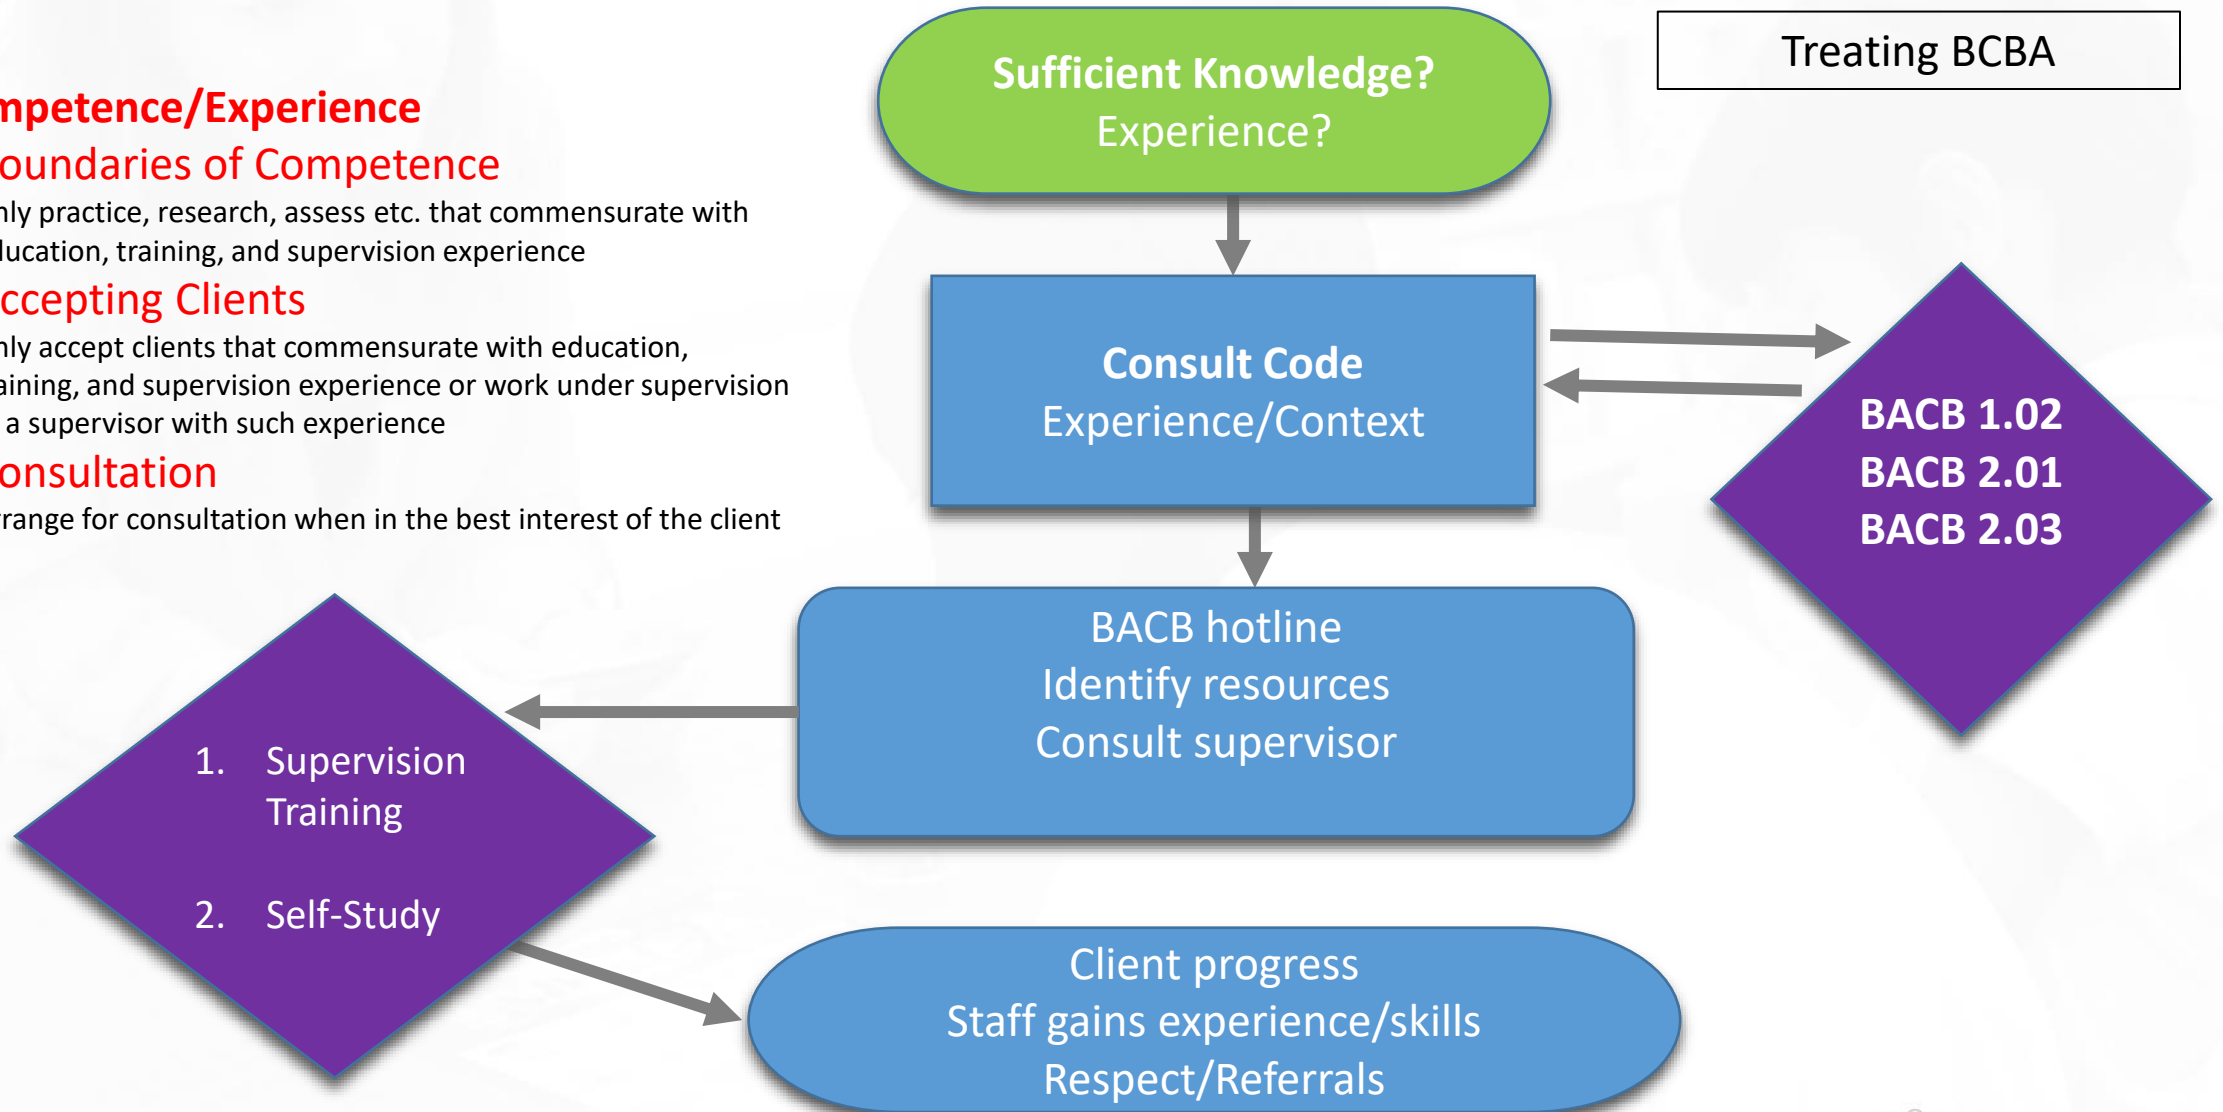 mpetence/Experience
oundaries of Competence
nly practice, research, assess etc. that commensurate with
ducation, training, and supervision experience
ccepting Clients
nly accept clients that commensurate with education,
aining, and supervision experience or work under supervision
a supervisor with such experience
onsultation
range for consultation when in the best interest of the client
Sufficient Knowledge?
Experience?
Treating BCBA
Consult Code
Experience/Context
BACB 1.02
BACB 2.01
BACB 2.03
BACB hotline
Identify resources
Consult supervisor
1. Supervision
Training
2. Self-Study
Client progress
Staff gains experience/skills
Respect/Referrals